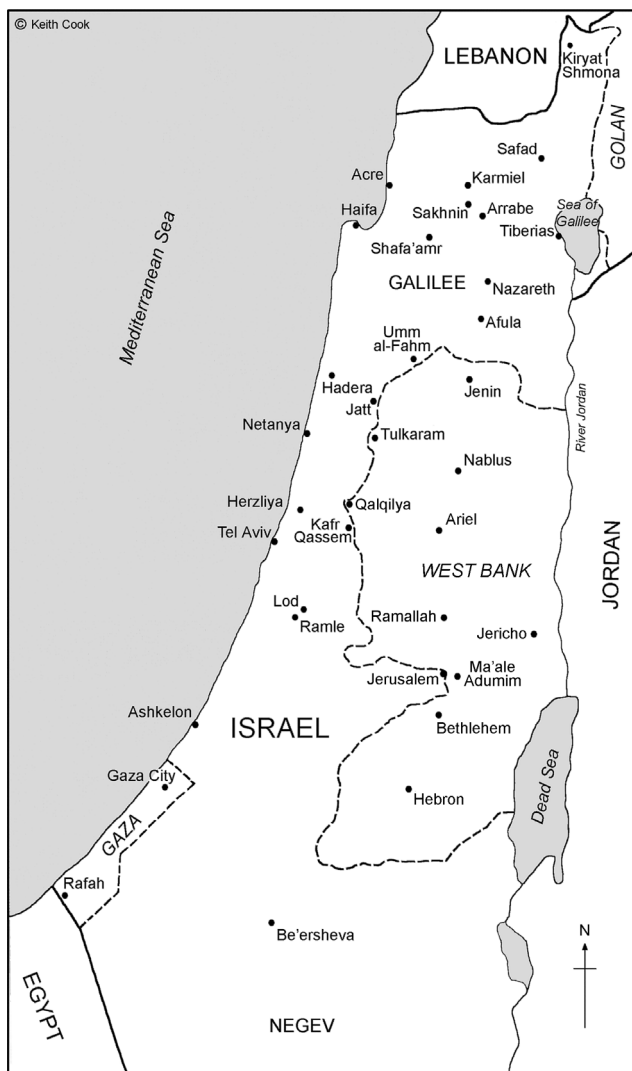 © Keith Cook
LEBANON
Kiryat
Shmona
GOLAN
Safad
Acre
Karmiel
Sea of
Galilee
Haifa
Sakhnin
Arrabe
Shafa'amr
Tiberias
Mediterranean Sea
GALILEE
Nazareth
Afula
Umm
al-Fahm
Hadera
Jenin
Jatt
River Jordan
Netanya
Tulkaram
Nablus
Herzliya
Qalqilya
Kafr
Qassem
Ariel
Tel Aviv
WEST BANK
JORDAN
Lod
Ramle
Ramallah
Jericho
Jerusalem
Ma'ale
Adumim
Ashkelon
ISRAEL
Bethlehem
Dead Sea
Gaza City
Hebron
GAZA
Rafah
Be'ersheva
N
EGYPT
NEGEV